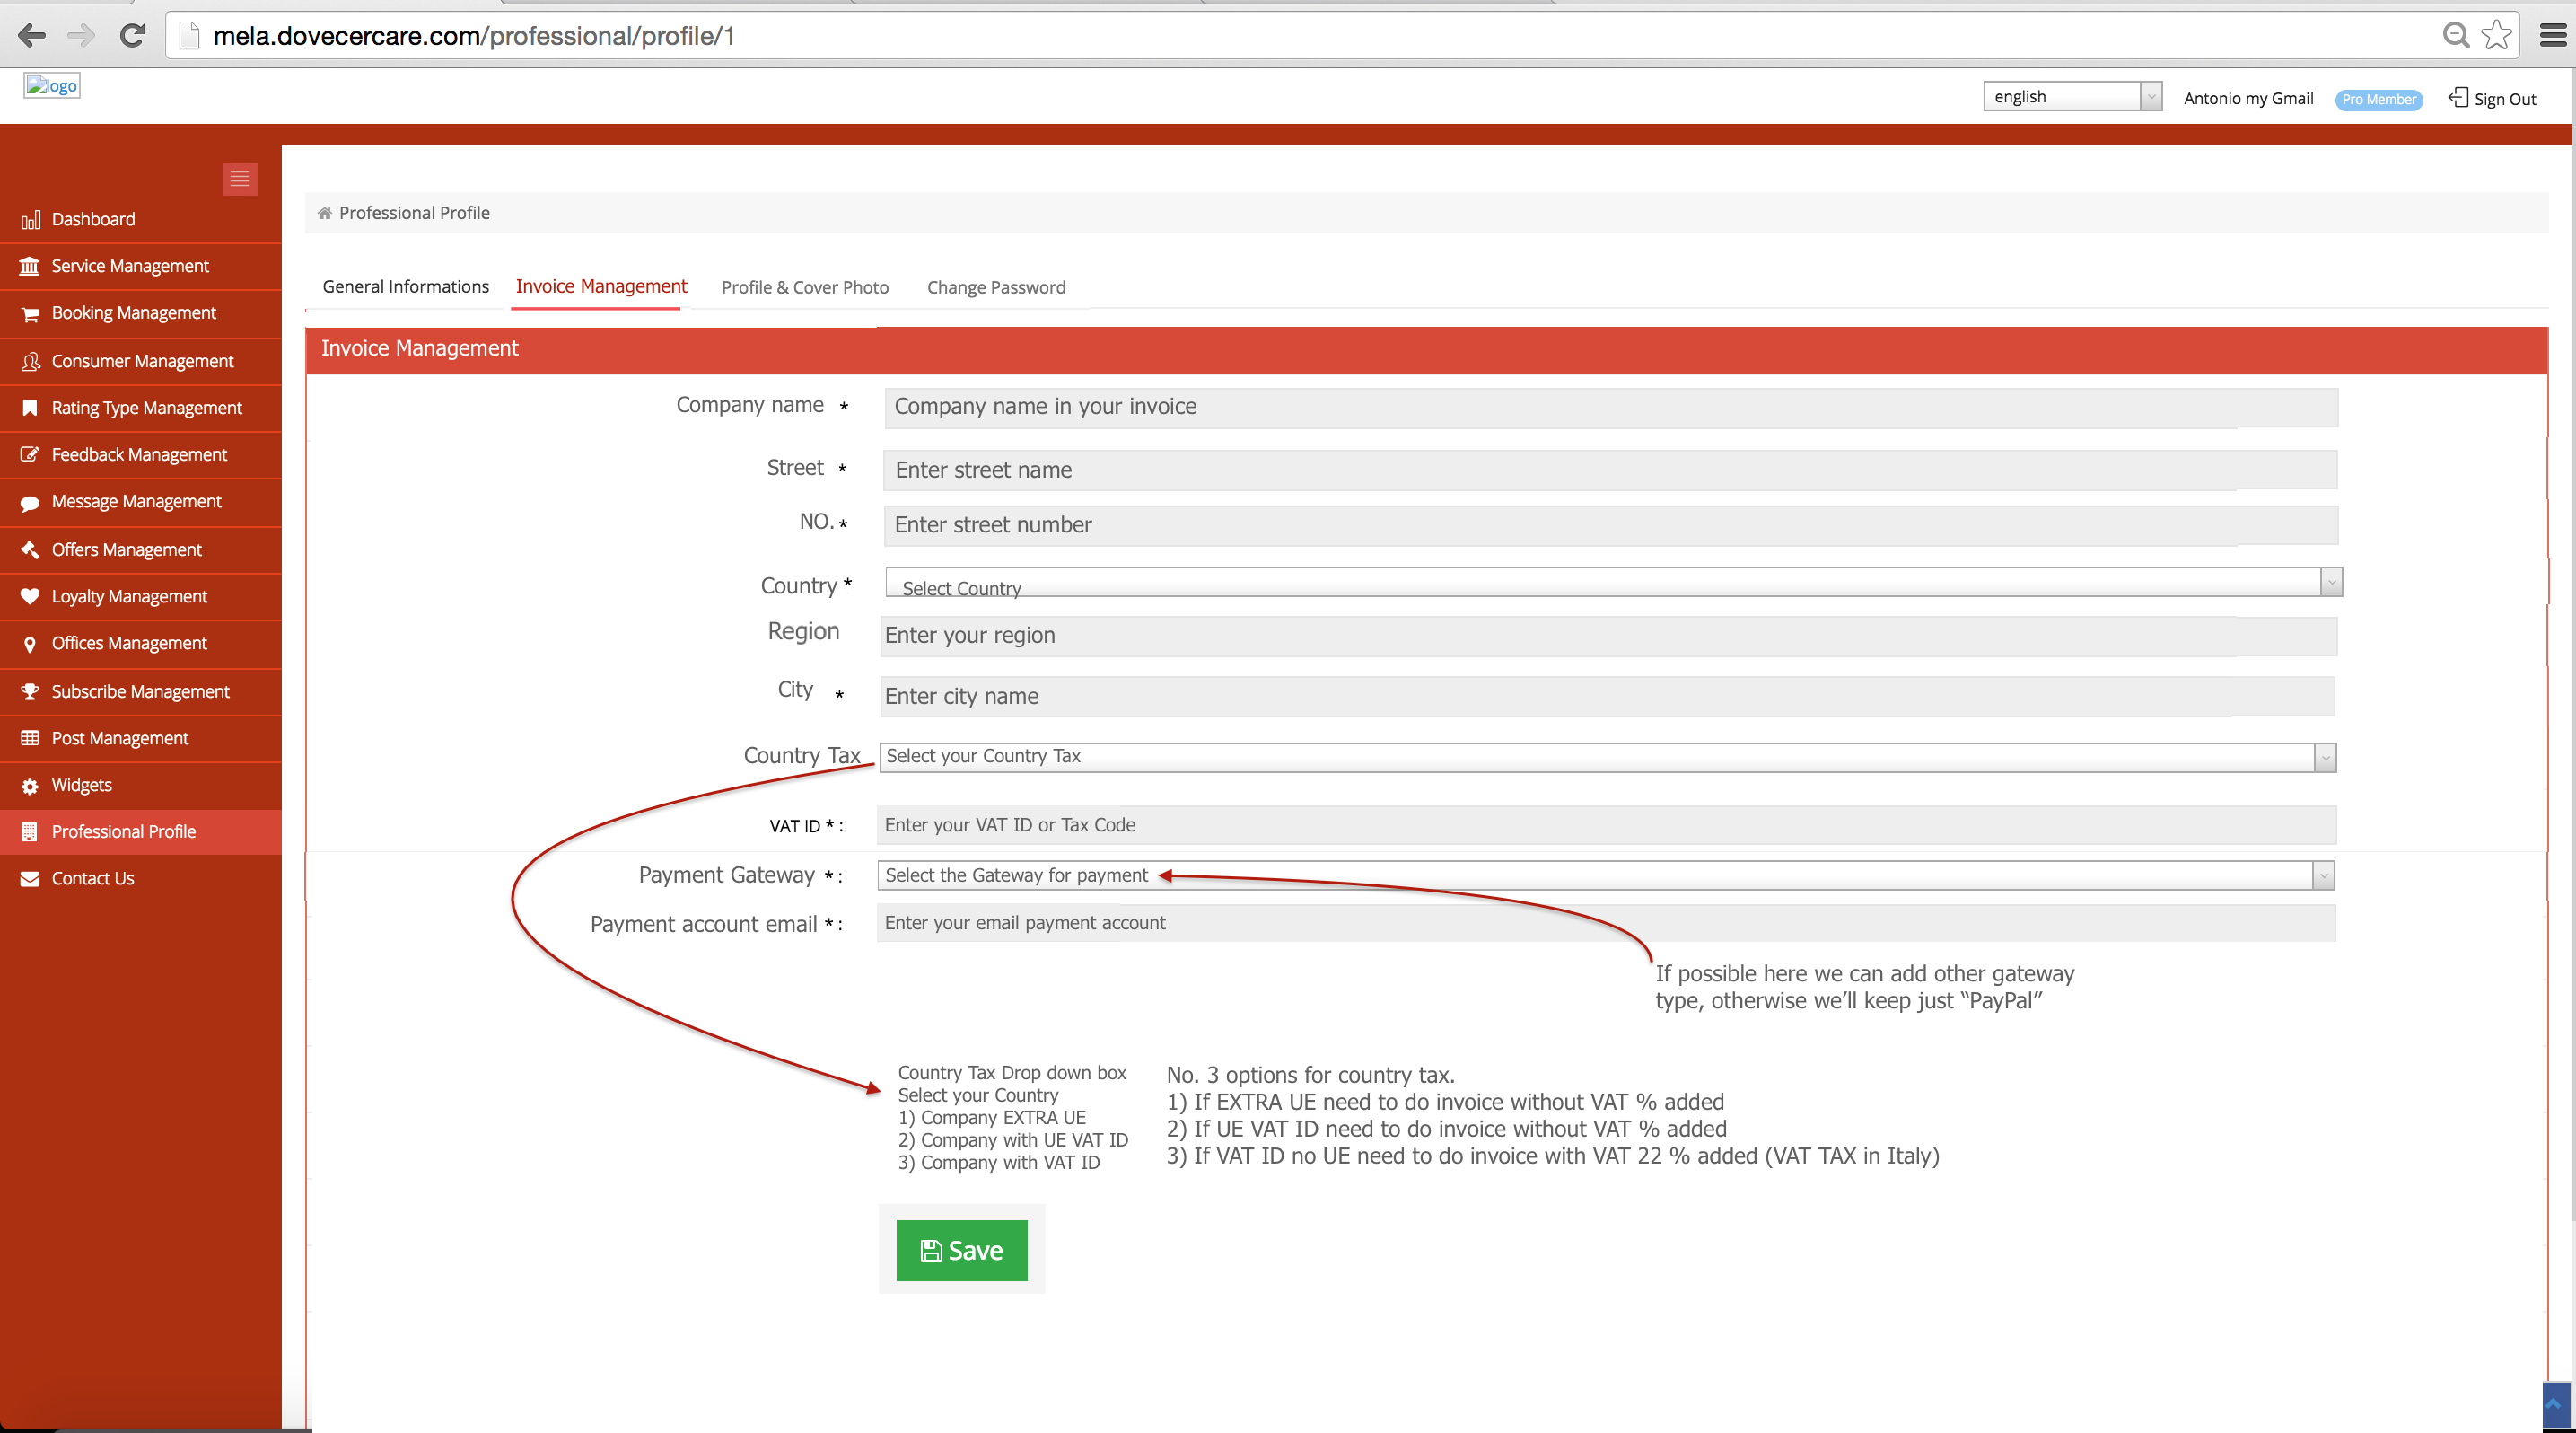 mela.dovecercare.com/professional/profile/1
logo
english
Antonio my Gmail
Pro Member
Sign Out
Dashboard
Service Management
Booking Management
Consumer Management
Rating Type Management
Feedback Management
Message Management
Offers Management
Loyalty Management
Offices Management
Subscribe Management
Post Management
Widgets
Professional Profile
Contact Us
Professional Profile
General Informations
Invoice Management
Profile & Cover Photo
Change Password
Invoice Management
Company name *
Company name in your invoice
Street *
Enter street name
NO. *
Enter street number
Country *
Select Country
Region
Enter your region
City *
Enter city name
Country Tax
Select your Country Tax
VAT ID * :
Enter your VAT ID or Tax Code
Payment Gateway * :
Select the Gateway for payment
Payment account email * :
Enter your email payment account
If possible here we can add other gateway
type, otherwise we’ll keep just “PayPal”
Country Tax Drop down box
Select your Country
1) Company EXTRA UE
2) Company with UE VAT ID
3) Company with VAT ID
No. 3 options for country tax.
1) If EXTRA UE need to do invoice without VAT % added
2) If UE VAT ID need to do invoice without VAT % added
3) If VAT ID no UE need to do invoice with VAT 22 % added (VAT TAX in Italy)
Save